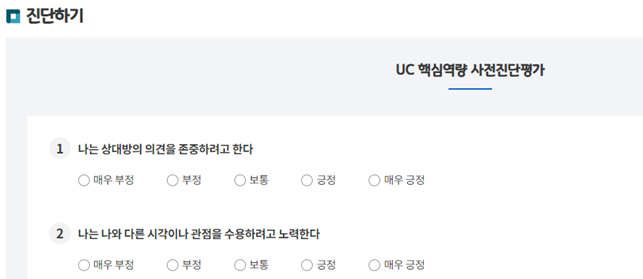 진단하기
UC 핵심역량 사전진단평가
1 나는 상대방의 의견을 존중하려고 한다
매우 부정 부정 보통 긍정 매우 긍정
2 나는 나와 다른 시각이나 관점을 수용하려고 노력한다
매우 부정 부정 보통 긍정 매우 긍정